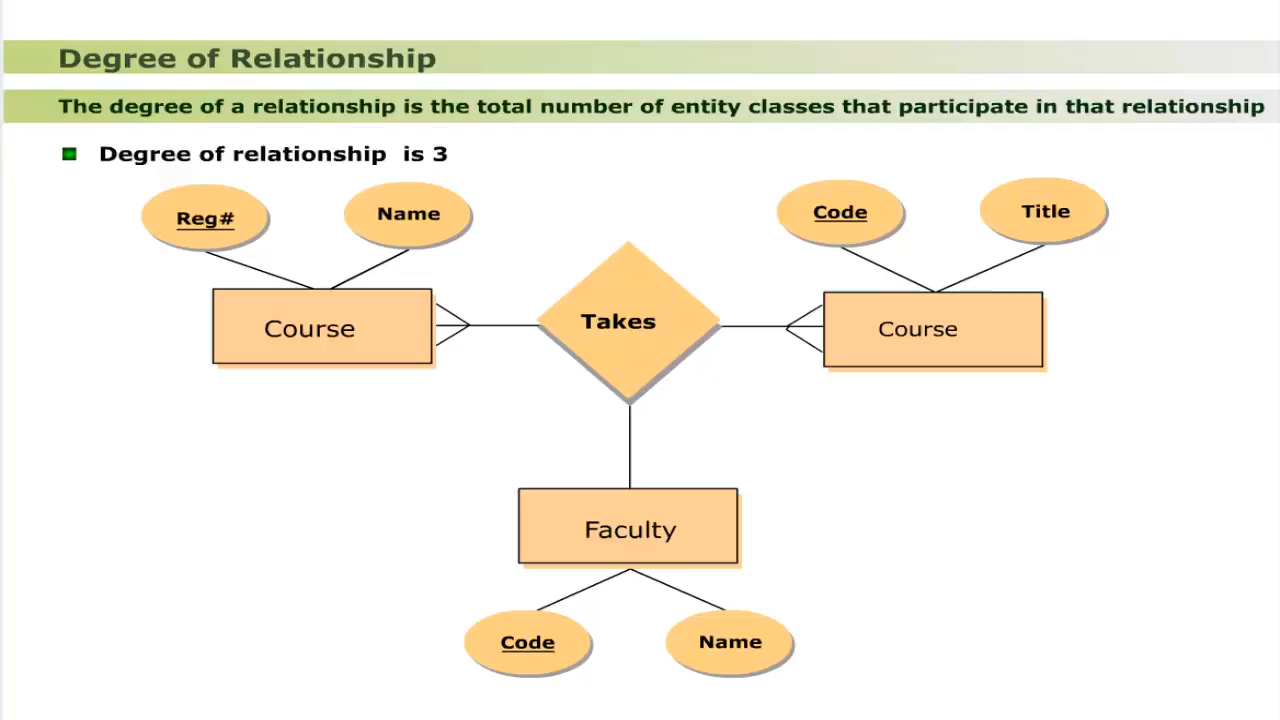 Degree of Relationship
The degree of a relationship is the total number of entity classes that participate in that relationship
Degree of relationship is 3
Reg#
Name
Code
Title
Course
Takes
Course
Faculty
Code
Name